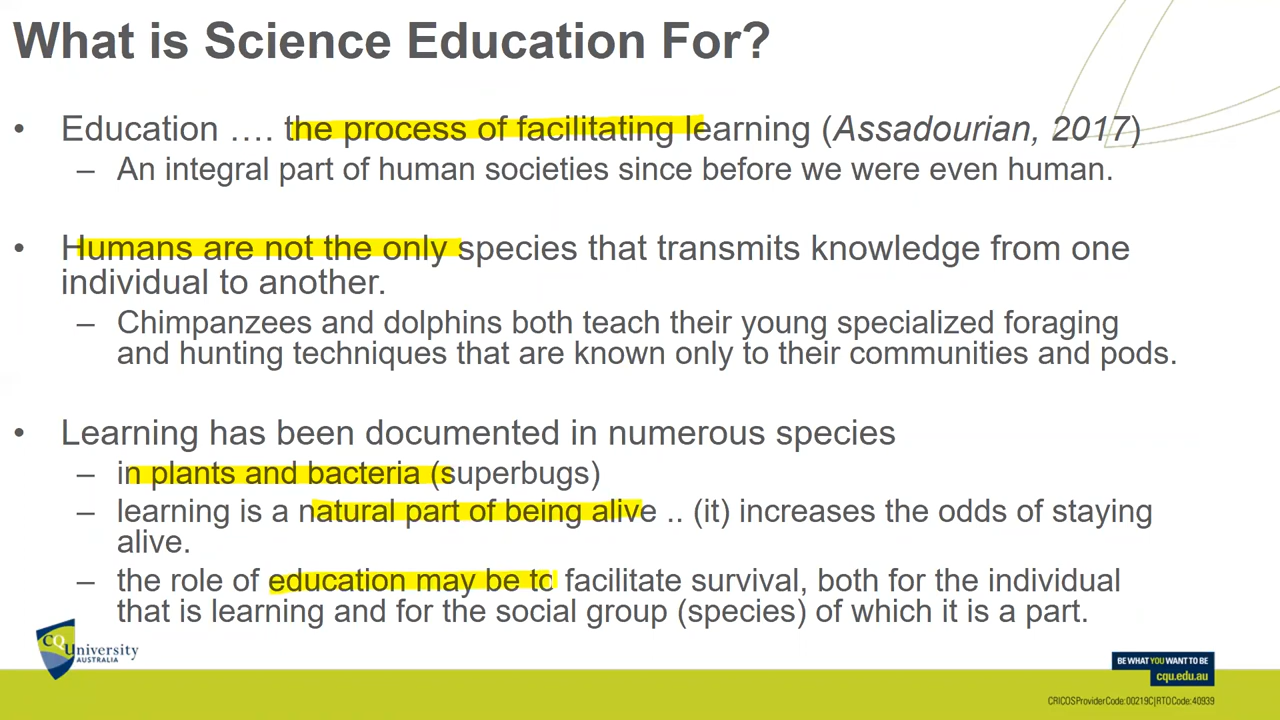 What is Science Education For?
• Education …. the process of facilitating learning (Assadourian, 2017)
– An integral part of human societies since before we were even human.
• Humans are not the only species that transmits knowledge from one
individual to another.
– Chimpanzees and dolphins both teach their young specialized foraging
and hunting techniques that are known only to their communities and pods.
• Learning has been documented in numerous species
– in plants and bacteria (superbugs)
– learning is a natural part of being alive .. (it) increases the odds of staying
alive.
– the role of education may be to facilitate survival, both for the individual
that is learning and for the social group (species) of which it is a part.
CQUniversity
AUSTRALIA
BE WHAT YOU WANT TO BE
cqu.edu.au
CRICOS Provider Code: 00219C | RTO Code: 40939